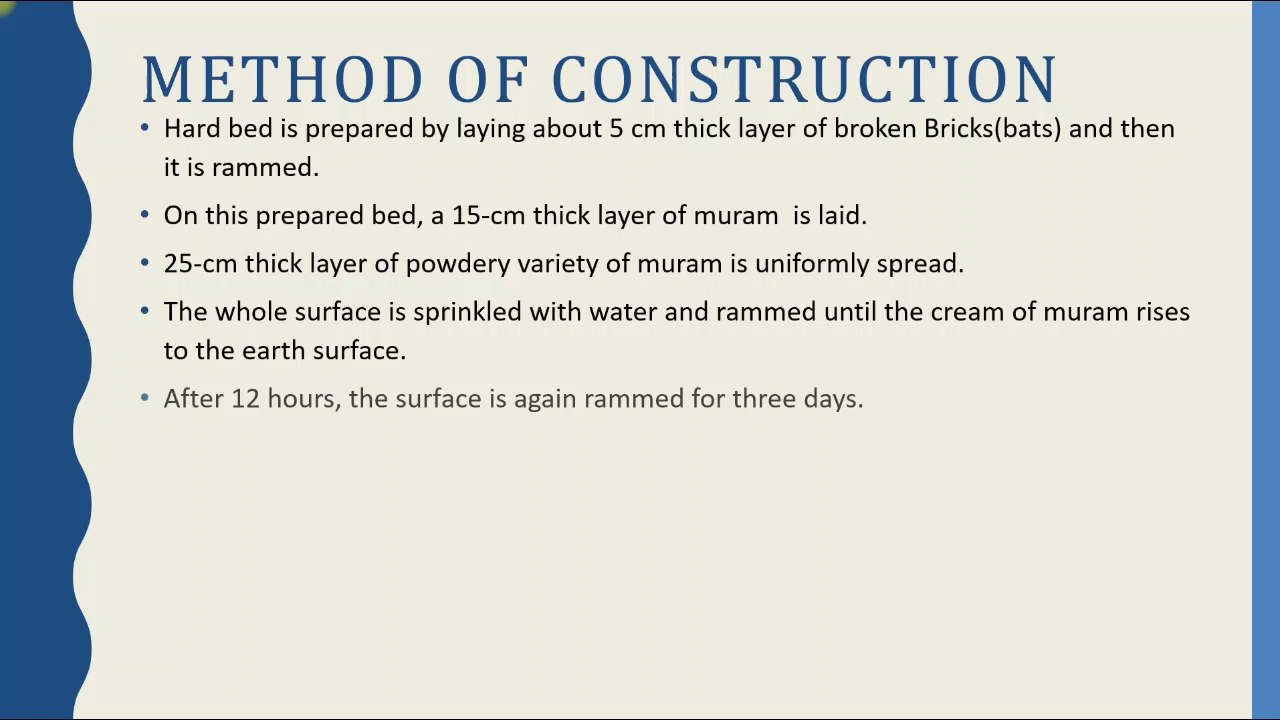 METHOD OF CONSTRUCTION
• Hard bed is prepared by laying about 5 cm thick layer of broken Bricks(bats) and then
it is rammed.
• On this prepared bed, a 15-cm thick layer of muram  is laid.
• 25-cm thick layer of powdery variety of muram is uniformly spread.
• The whole surface is sprinkled with water and rammed until the cream of muram rises
to the earth surface.
• After 12 hours, the surface is again rammed for three days.